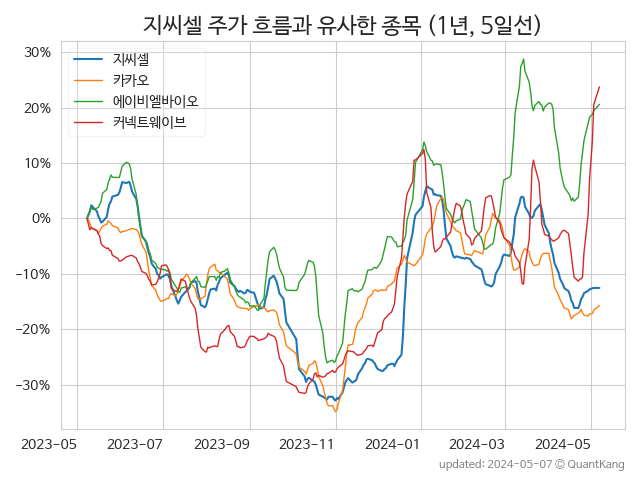 지씨셀 주가 흐름과 유사한 종목 (1년, 5일선)
지씨셀
카카오
에이비엘바이오
커넥트웨이브
30%
20%
10%
0%
−10%
−20%
−30%
2023-05 2023-07 2023-09 2023-11 2024-01 2024-03 2024-05
updated: 2024-05-07 © QuantKang